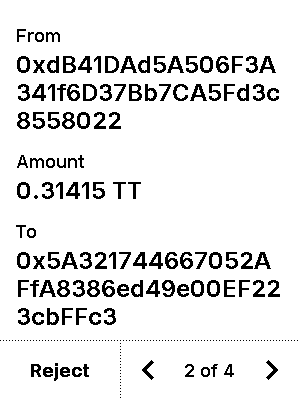 From
0xdB41DAd5A506F3A
341f6D37Bb7CA5Fd3c
8558022
Amount
0.31415 TT
To
0x5A321744667052A
FfA8386ed49e00EF22
3cbFFc3
Reject
2 of 4